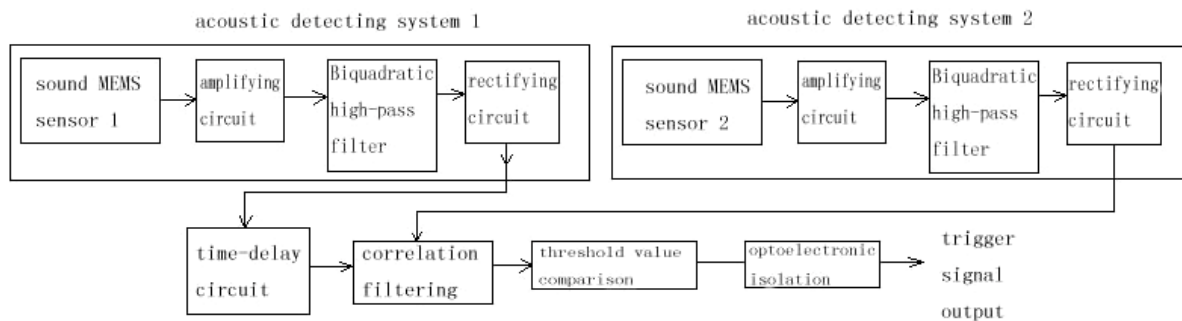 acoustic detecting system 1
sound MEMS
sensor 1
amplifying
circuit
Biquadratic
high-pass
filter
rectifying
circuit
acoustic detecting system 2
sound MEMS
sensor 2
amplifying
circuit
Biquadratic
high-pass
filter
rectifying
circuit
time-delay
circuit
correlation
filtering
threshold value
comparison
optoelectronic
isolation
trigger
signal
output